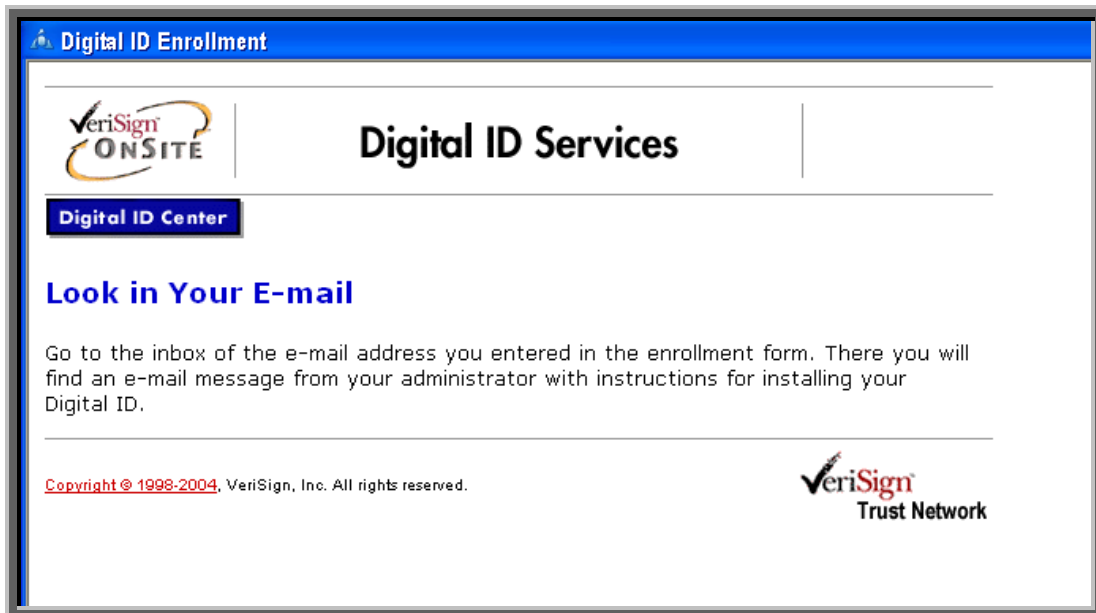 Digital ID Enrollment
VeriSign
ONSITE
Digital ID Services
Digital ID Center
Look in Your E-mail
Go to the inbox of the e-mail address you entered in the enrollment form. There you will
find an e-mail message from your administrator with instructions for installing your
Digital ID.
Copyright © 1998-2004, VeriSign, Inc. All rights reserved.
VeriSign
Trust Network